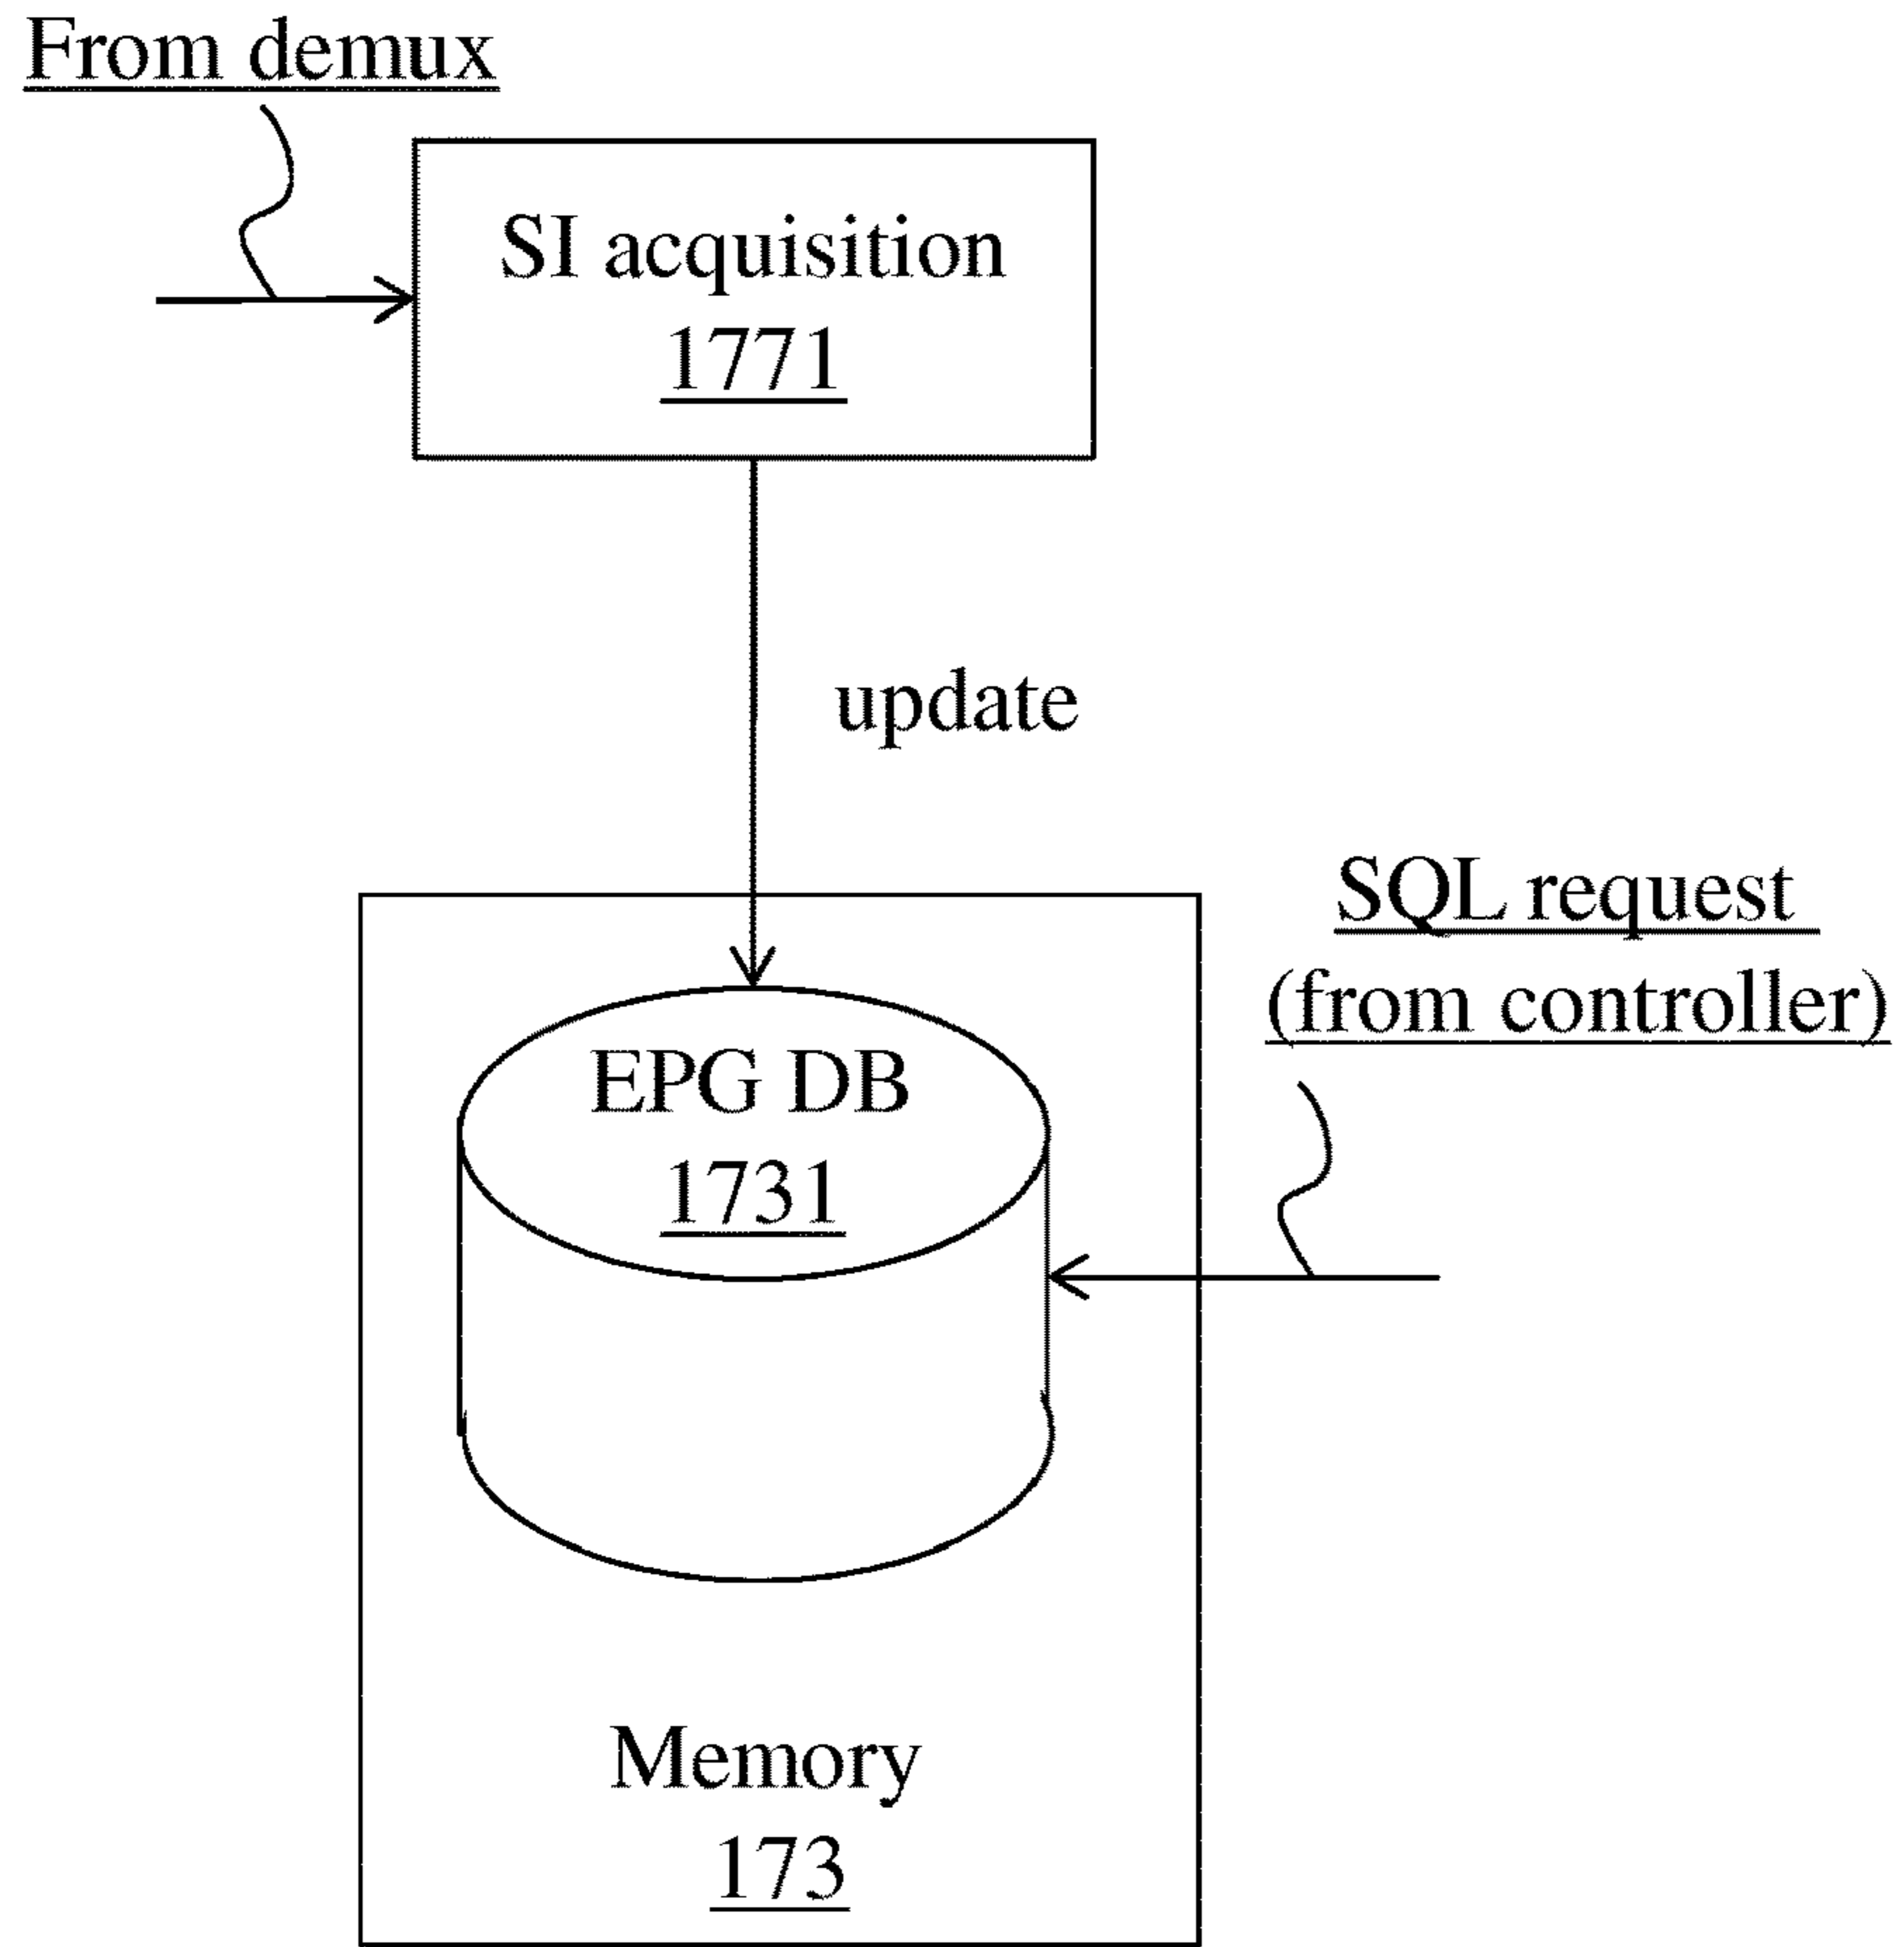 From demux
SI acquisition
1771
update
SQL request
(from controller)
EPG DB
1731
Memory
173